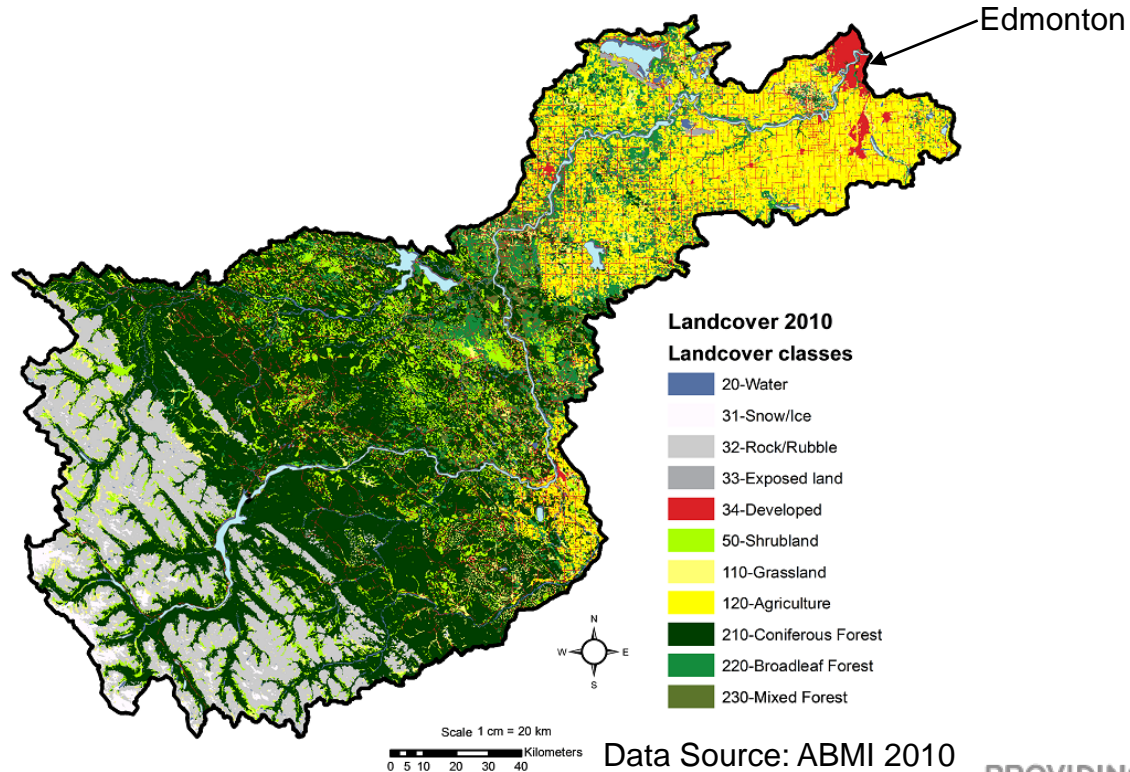 Edmonton
Landcover 2010
Landcover classes
20-Water
31-Snow/Ice
32-Rock/Rubble
33-Exposed land
34-Developed
50-Shrubland
110-Grassland
120-Agriculture
210-Coniferous Forest
220-Broadleaf Forest
230-Mixed Forest
N
W E
S
Scale 1 cm = 20 km
Kilometers
0 5 10 20 30 40
Data Source: ABMI 2010